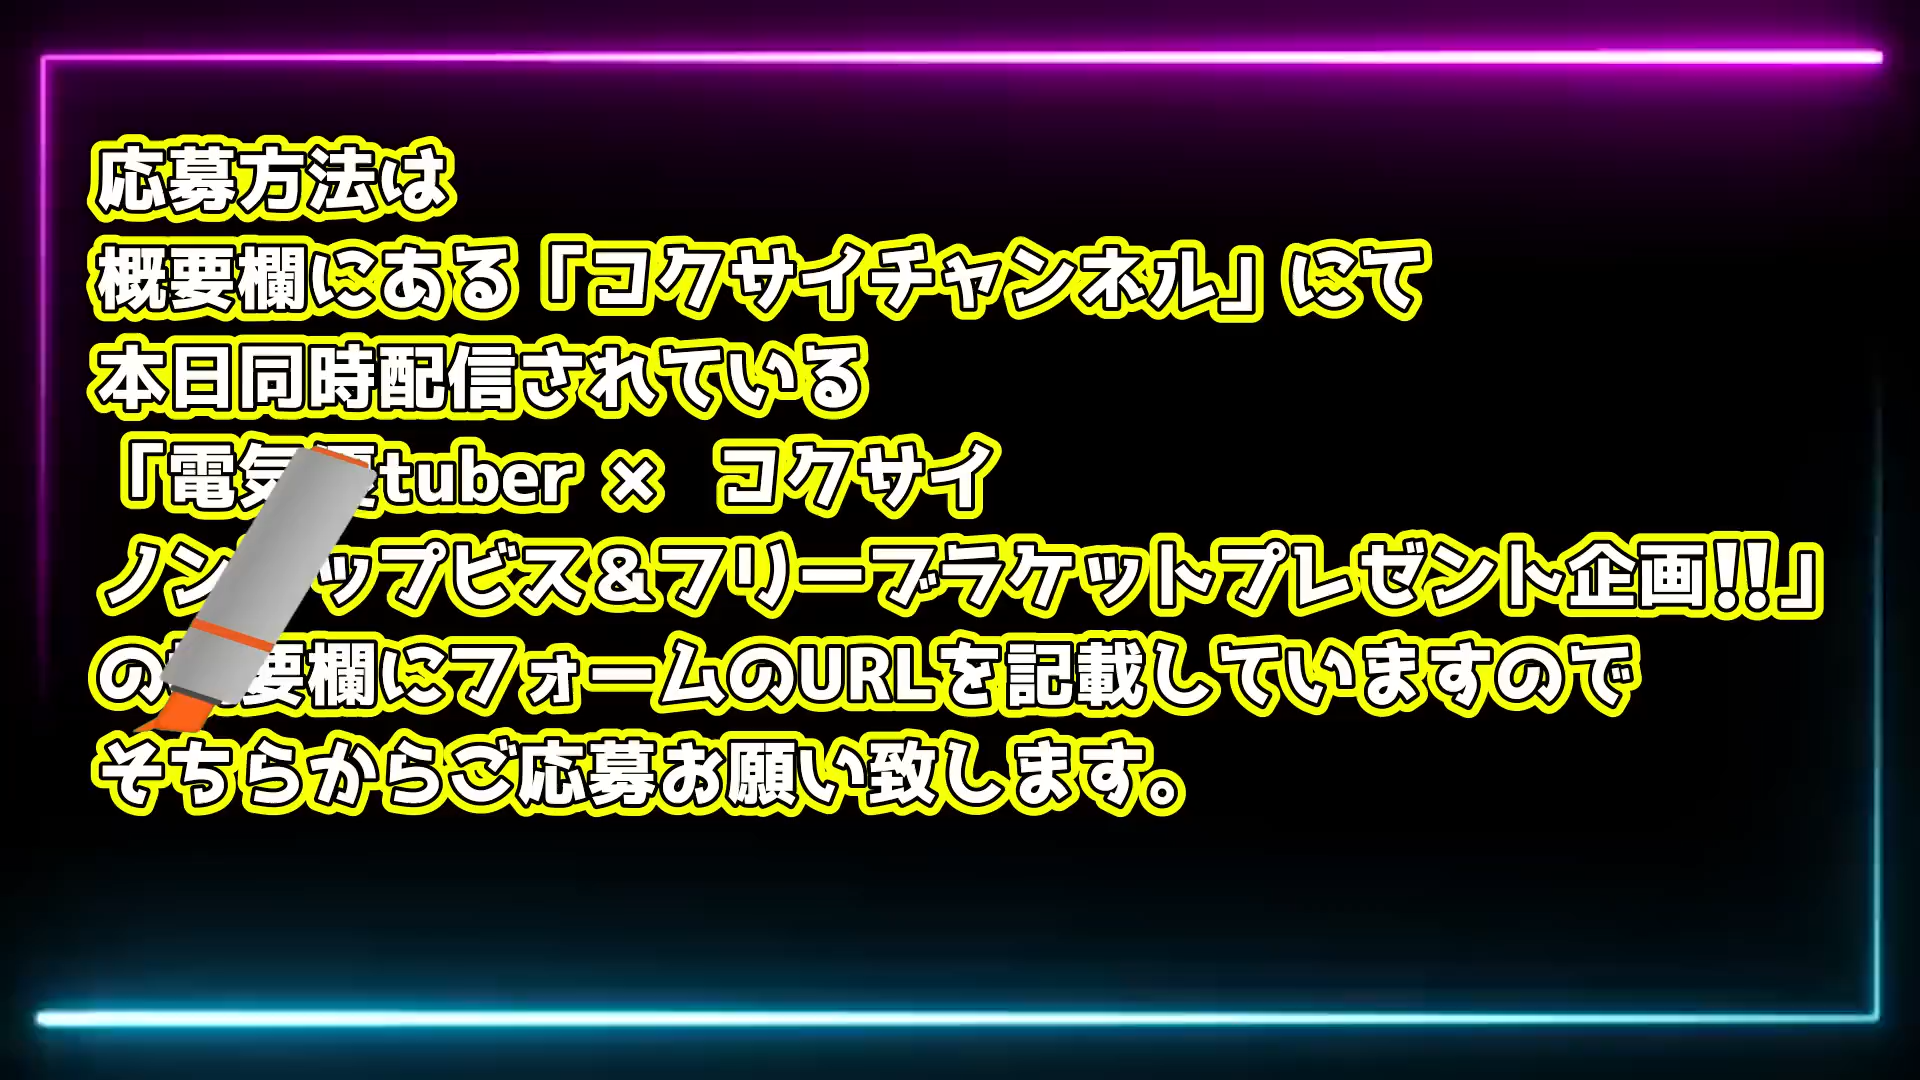 応募方法は
概要欄にある「コクサイチャンネル」にて
本日同時配信されている
「電気 tuber × コクサイ
ノン ップビス&フリーブラケットプレゼント企画!!」
の 要欄にフォームのURLを記載していますので
そちらからご応募お願い致します。